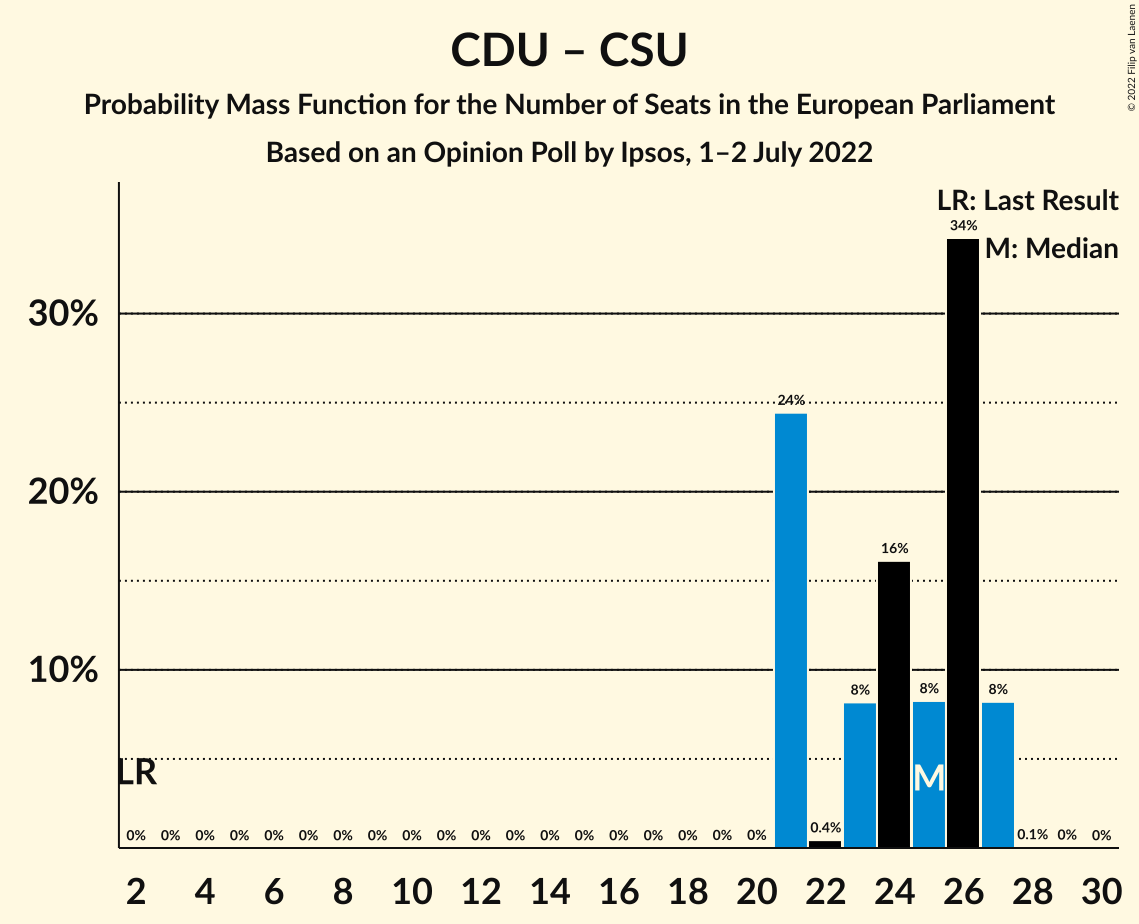 © 2022 Filip van Laenen
CDU – CSU
Probability Mass Function for the Number of Seats in the European Parliament
Based on an Opinion Poll by Ipsos, 1–2 July 2022
LR: Last Result
M: Median
34%
30%
24%
20%
16%
10%
8% 8% 8%
LR
M
0% 0% 0% 0% 0% 0% 0% 0% 0% 0% 0% 0% 0% 0% 0% 0% 0% 0% 0% 0.4% 0.1% 0% 0%
2 4 6 8 10 12 14 16 18 20 22 24 26 28 30